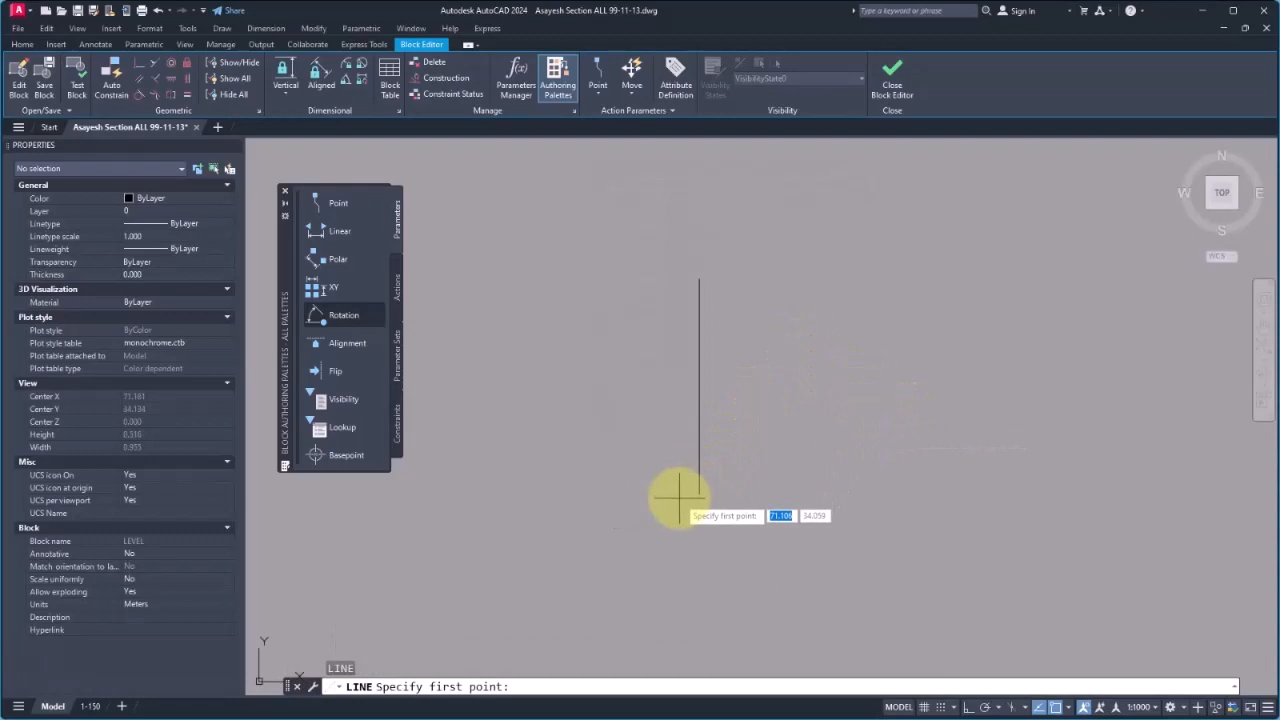 A
Share
Autodesk AutoCAD 2024 Asayesh Section ALL 99-11-13.dwg
Type a keyword or phrase
Sign In
File Edit View Insert Format Tools Draw Dimension Modify Parametric Window Help Express
Home Insert Annotate Parametric View Manage Output Collaborate Express Tools Block Editor
Edit Block
Save Block
Test Block
Auto Constrain
Show/Hide
Show All
Hide All
Vertical
Aligned
Block Table
Delete
Construction
Constraint Status
Parameters Manager
Authoring Palettes
Point
Move
Attribute Definition
Visibility States
VisibilityState0
Close Block Editor
Open/Save
Geometric
Dimensional
Manage
Action Parameters
Visibility
Close
Start Asayesh Section ALL 99-11-13*
PROPERTIES
No selection
General
Color ByLayer
Layer 0
Linetype ByLayer
Linetype scale 1.000
Lineweight ByLayer
Transparency ByLayer
Thickness 0.000
3D Visualization
Material ByLayer
Plot style
Plot style ByColor
Plot style table monochrome.ctb
Plot table attached to Model
Plot table type Color dependent
View
Center X 71.181
Center Y 34.184
Center Z 0.000
Height 0.510
Width 0.955
Misc
UCS icon On Yes
UCS icon at origin Yes
UCS per viewport Yes
UCS Name
Block
Block name LEVEL
Annotative No
Match orientation to la... No
Scale uniformly No
Allow exploding Yes
Units Meters
Description
Hyperlink
Point
Linear
Polar
XY
Rotation
Alignment
Flip
Visibility
Lookup
Basepoint
Parameters
Actions
Parameter Sets
Constraints
BLOCK AUTHORING PALETTES - ALL PALETTES
N
W TOP E
S
WCS
Specify first point: 71.106 34.059
Y
X
LINE
LINE Specify first point:
Model 1-150
MODEL
1:1000